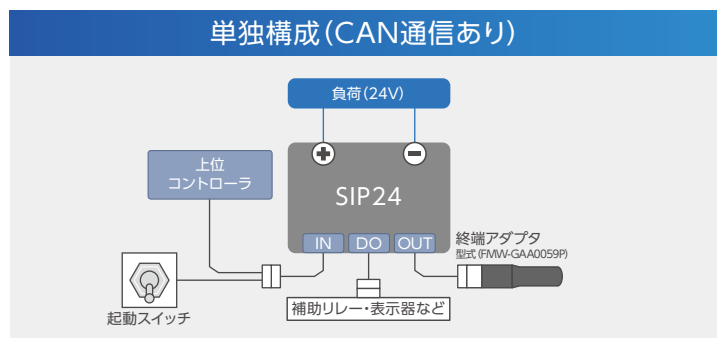 単独構成(CAN通信あり)
負荷(24V)
上位
コントローラ
SIP24
IN DO OUT
終端アダプタ
型式(FMW-GAA0059P)
起動スイッチ
補助リレー・表示器など